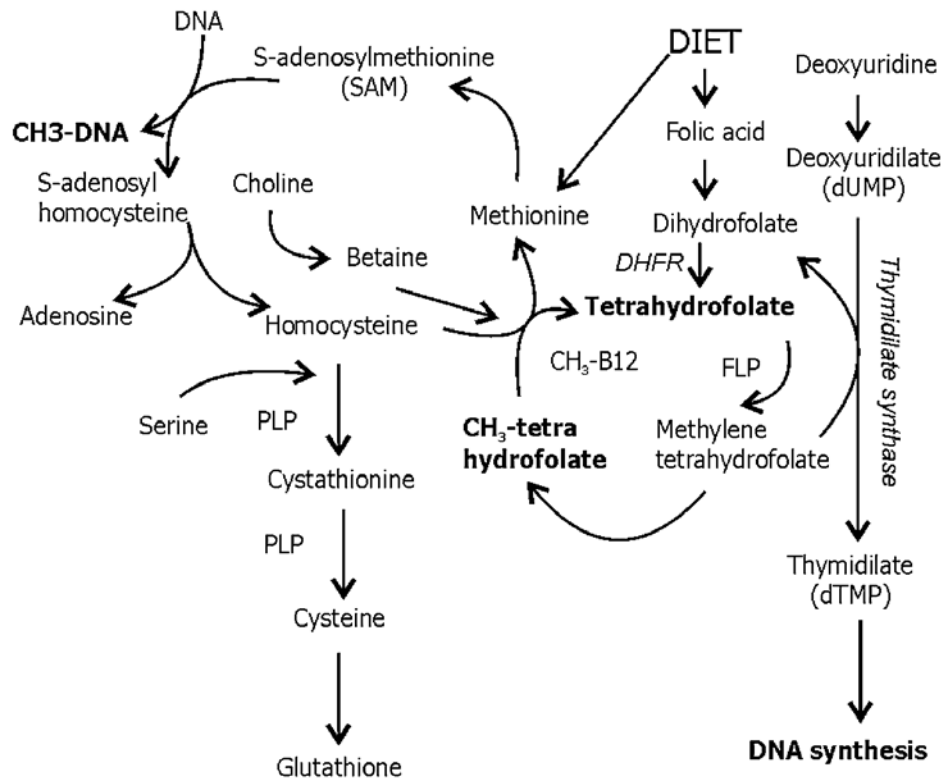 DNA
S-adenosylmethionine
(SAM)
DIET
Deoxyuridine
CH3-DNA
Folic acid
Deoxyuridilate
(dUMP)
S-adenosyl
homocysteine
Choline
Methionine
Dihydrofolate
Betaine
DHFR
Thymidilate synthase
Adenosine
Homocysteine
Tetrahydrofolate
CH₃-B12
FLP
Serine
PLP
CH₃-tetra
hydrofolate
Methylene
tetrahydrofolate
Cystathionine
PLP
Thymidilate
(dTMP)
Cysteine
Glutathione
DNA synthesis